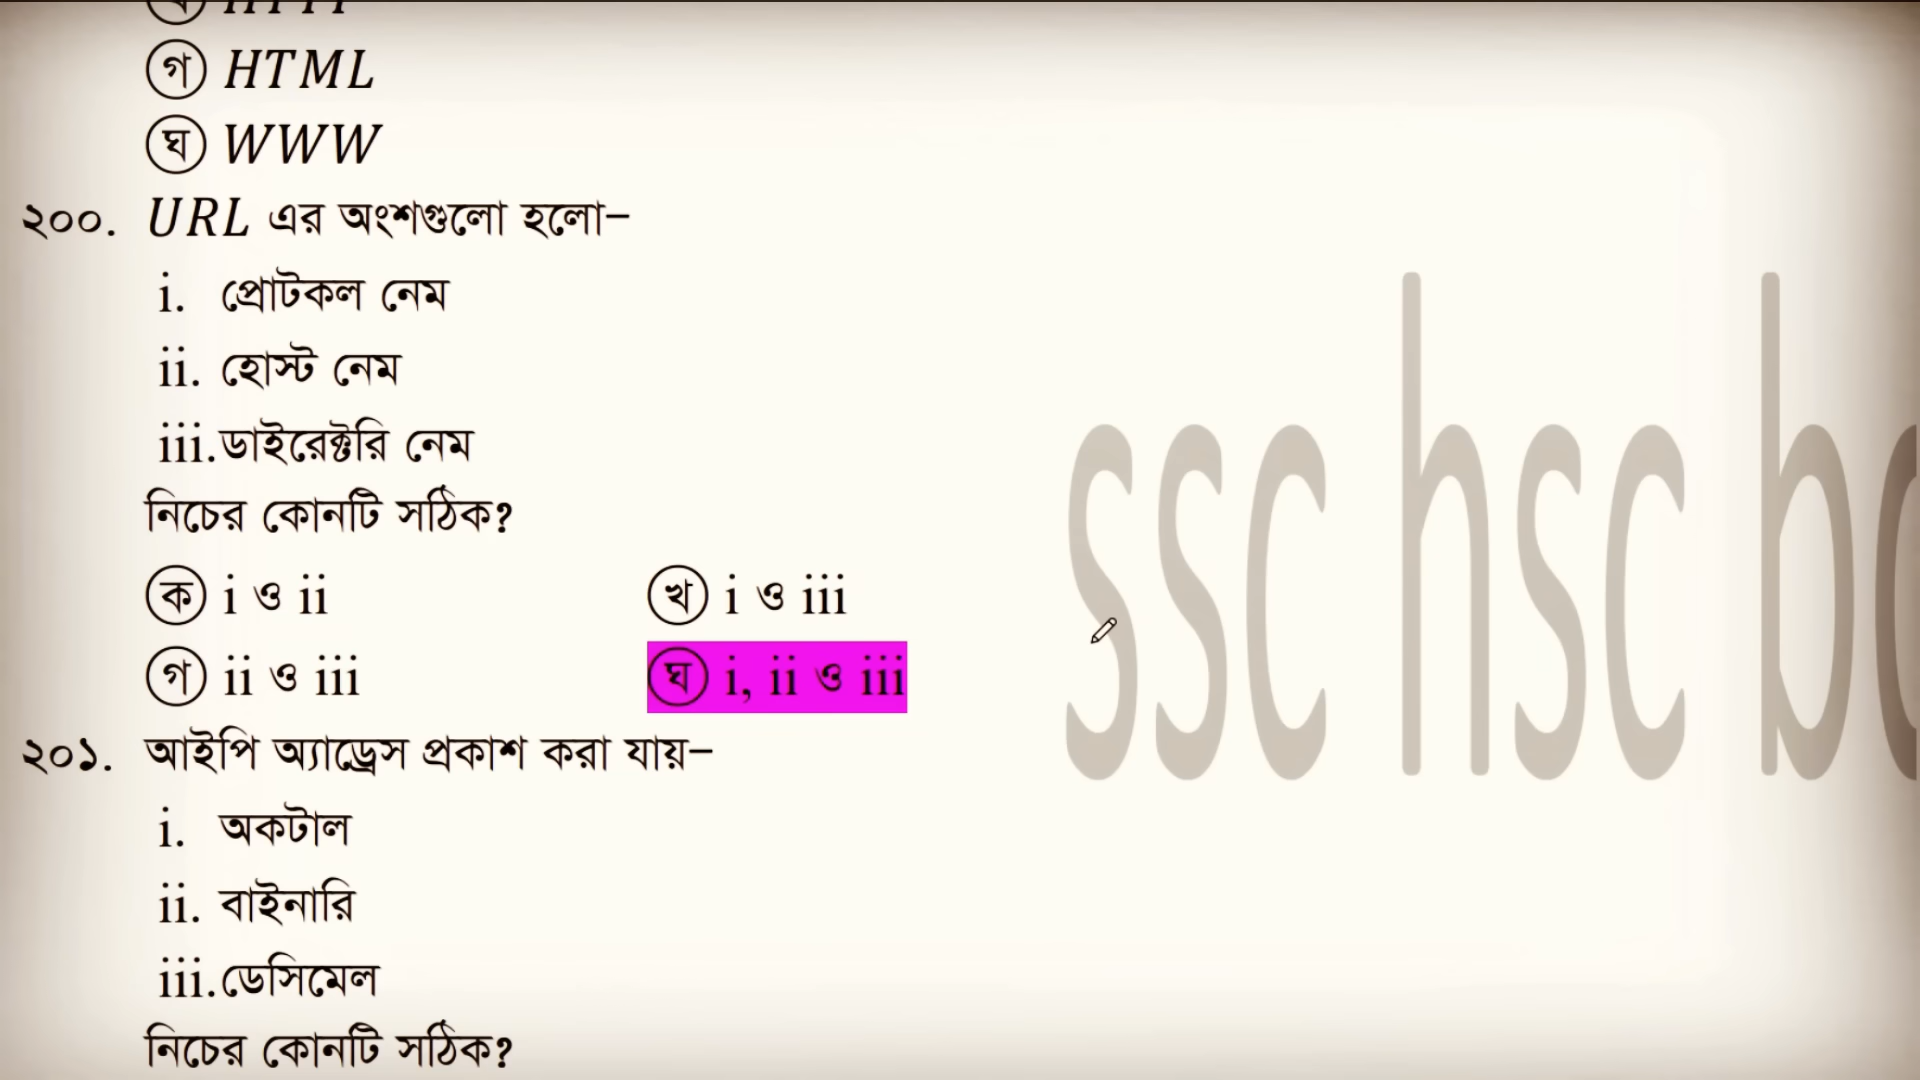 গ HTML
ঘ WWW
২০০. URL এর অংশগুলো হলো–
i. প্রোটকল নেম
ii. হোস্ট নেম
iii.ডাইরেক্টরি নেম
নিচের কোনটি সঠিক?
ক i ও ii খ i ও iii
গ ii ও iii ঘ i, ii ও iii
২০১. আইপি অ্যাড্রেস প্রকাশ করা যায়–
i. অকটাল
ii. বাইনারি
iii.ডেসিমেল
নিচের কোনটি সঠিক?
ssc hsc